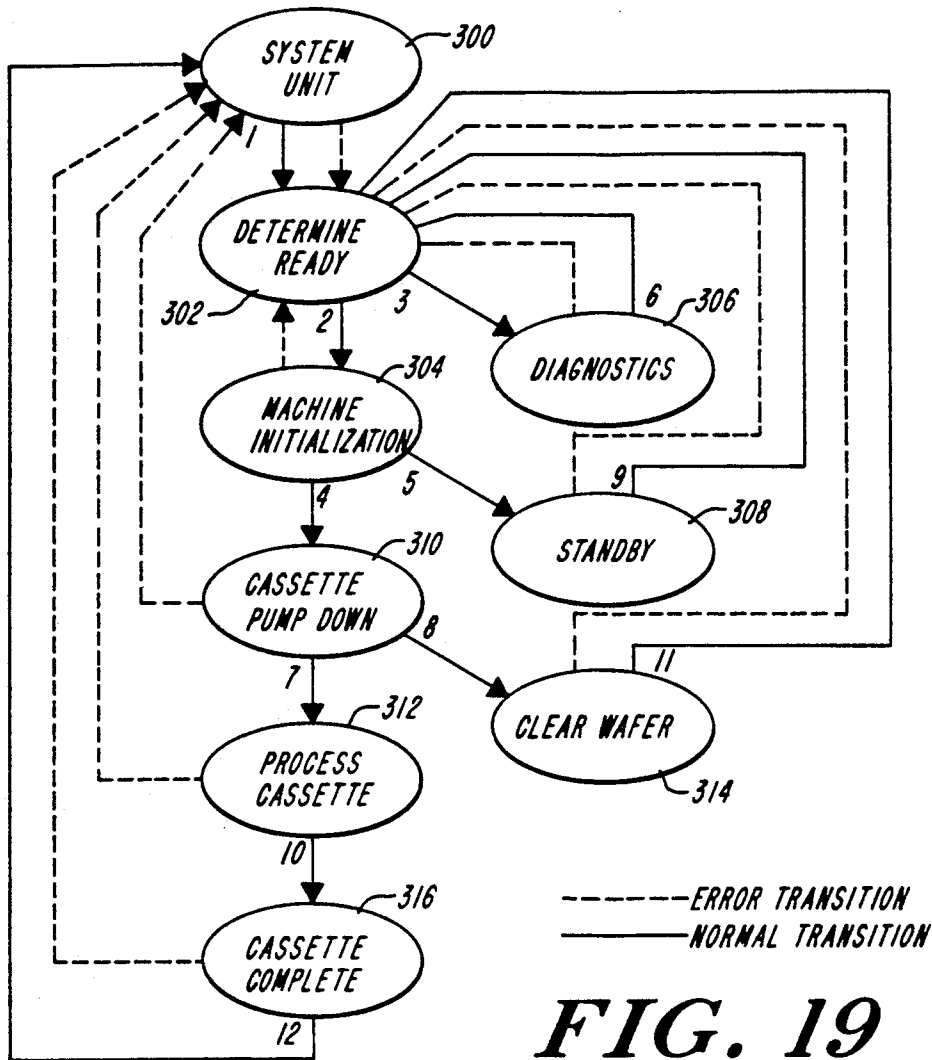 SYSTEM
UNIT
300
1
DETERMINE
READY
302
2
3
6
306
DIAGNOSTICS
304
MACHINE
INITIALIZATION
4
5
9
308
STANDBY
310
CASSETTE
PUMP DOWN
8
7
11
CLEAR WAFER
314
312
PROCESS
CASSETTE
10
316
CASSETTE
COMPLETE
12
ERROR TRANSITION
NORMAL TRANSITION
FIG. 19